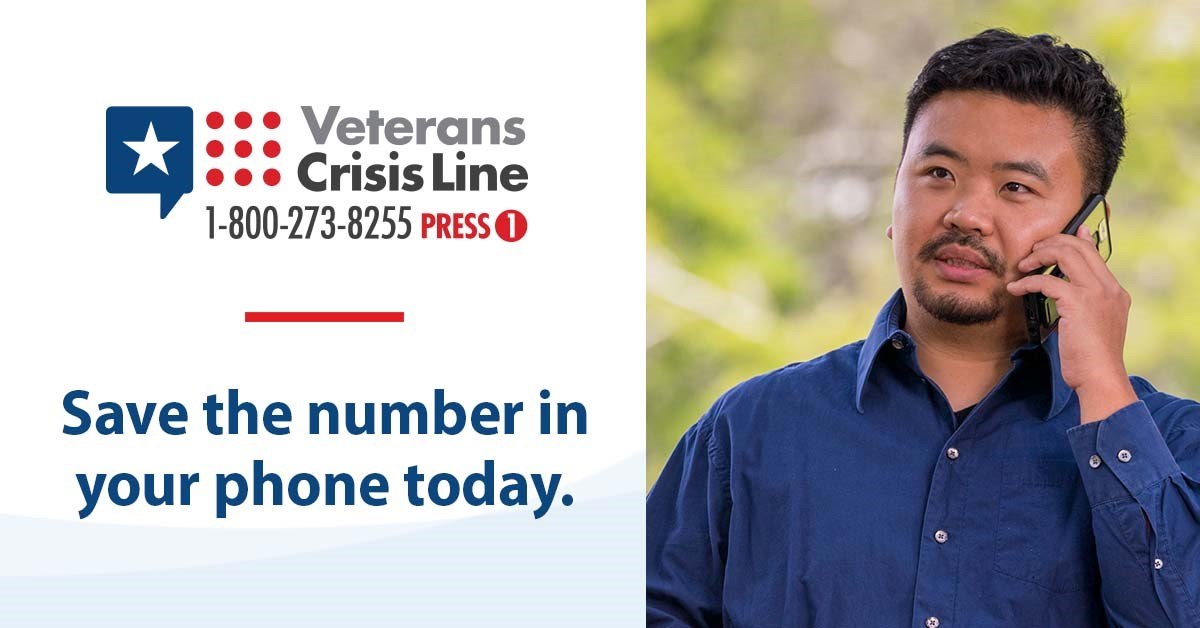 Veterans
Crisis Line
1-800-273-8255 PRESS 1
Save the number in
your phone today.